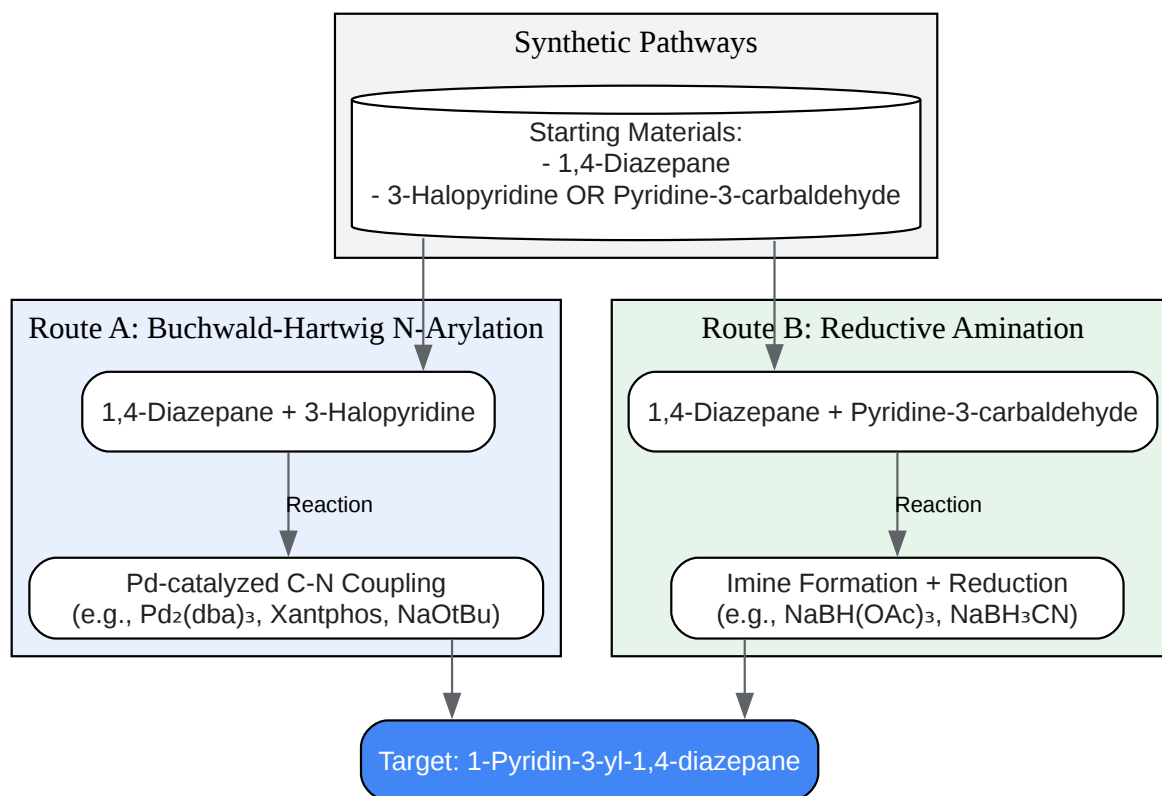 Synthetic Pathways
Starting Materials:
- 1,4-Diazepane
- 3-Halopyridine OR Pyridine-3-carbaldehyde
Route A: Buchwald-Hartwig N-Arylation
1,4-Diazepane + 3-Halopyridine
Reaction
Pd-catalyzed C-N Coupling
(e.g., Pd₂(dba)₃, Xantphos, NaOtBu)
Route B: Reductive Amination
1,4-Diazepane + Pyridine-3-carbaldehyde
Reaction
Imine Formation + Reduction
(e.g., NaBH(OAc)₃, NaBH₃CN)
Target: 1-Pyridin-3-yl-1,4-diazepane